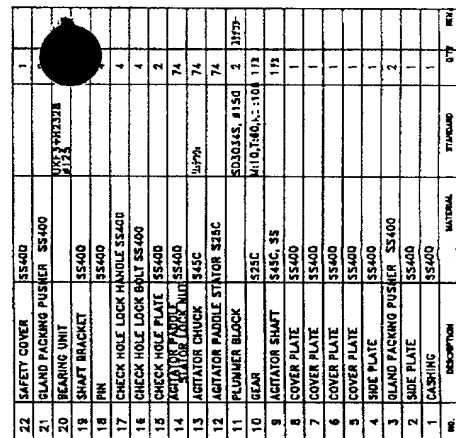 22 SAFETY COVER SS400 1
21 GLAND PACKING PUSHER SS400
20 BEARING UNIT #125
19 SHAFT BRACKET SS400
18 PIN SS400
17 CHECK HOLE LOCK HANDLE SS400 4
16 CHECK HOLE LOCK BOLT SS400 4
15 CHECK HOLE PLATE SS400 2
14 AGITATOR PADDLE STATOR LOCK NUT SS400 74
13 AGITATOR CHUCK S45C 74
12 AGITATOR PADDLE STATOR S25C 74
11 PLUMMER BLOCK SD3034S, #150 2
10 GEAR S25C
9 AGITATOR SHAFT S45C, SS
8 COVER PLATE SS400 1
7 COVER PLATE SS400 1
6 COVER PLATE SS400 1
5 COVER PLATE SS400 1
4 SIDE PLATE SS400 1
3 GLAND PACKING PUSHER SS400 2
2 SIDE PLATE SS400 1
1 CASHING SS400 1
NO. DESCRIPTION MATERIAL STANDARD Q'TY REM.